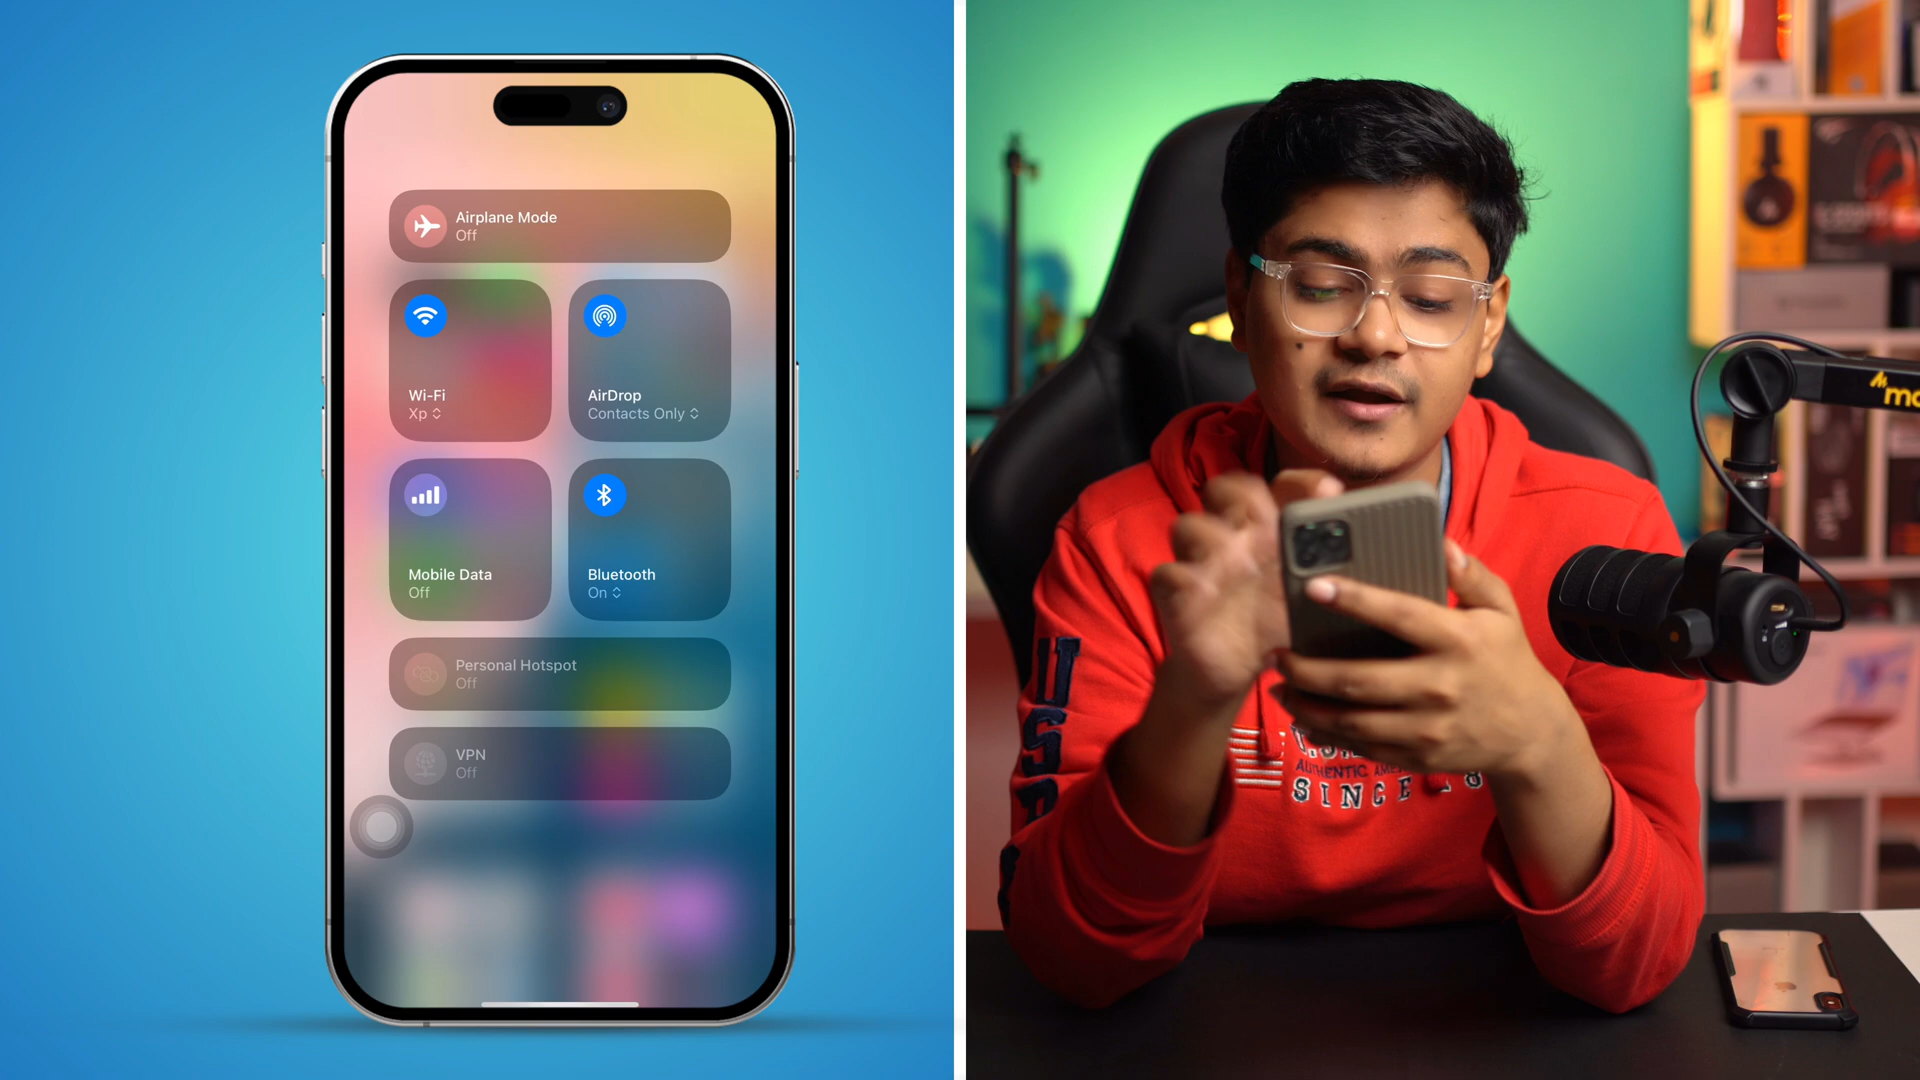 Airplane Mode
Off
Wi-Fi
Xp
AirDrop
Contacts Only
Mobile Data
Off
Bluetooth
On
Personal Hotspot
Off
VPN
Off
AUTHENTIC AME
SINCE